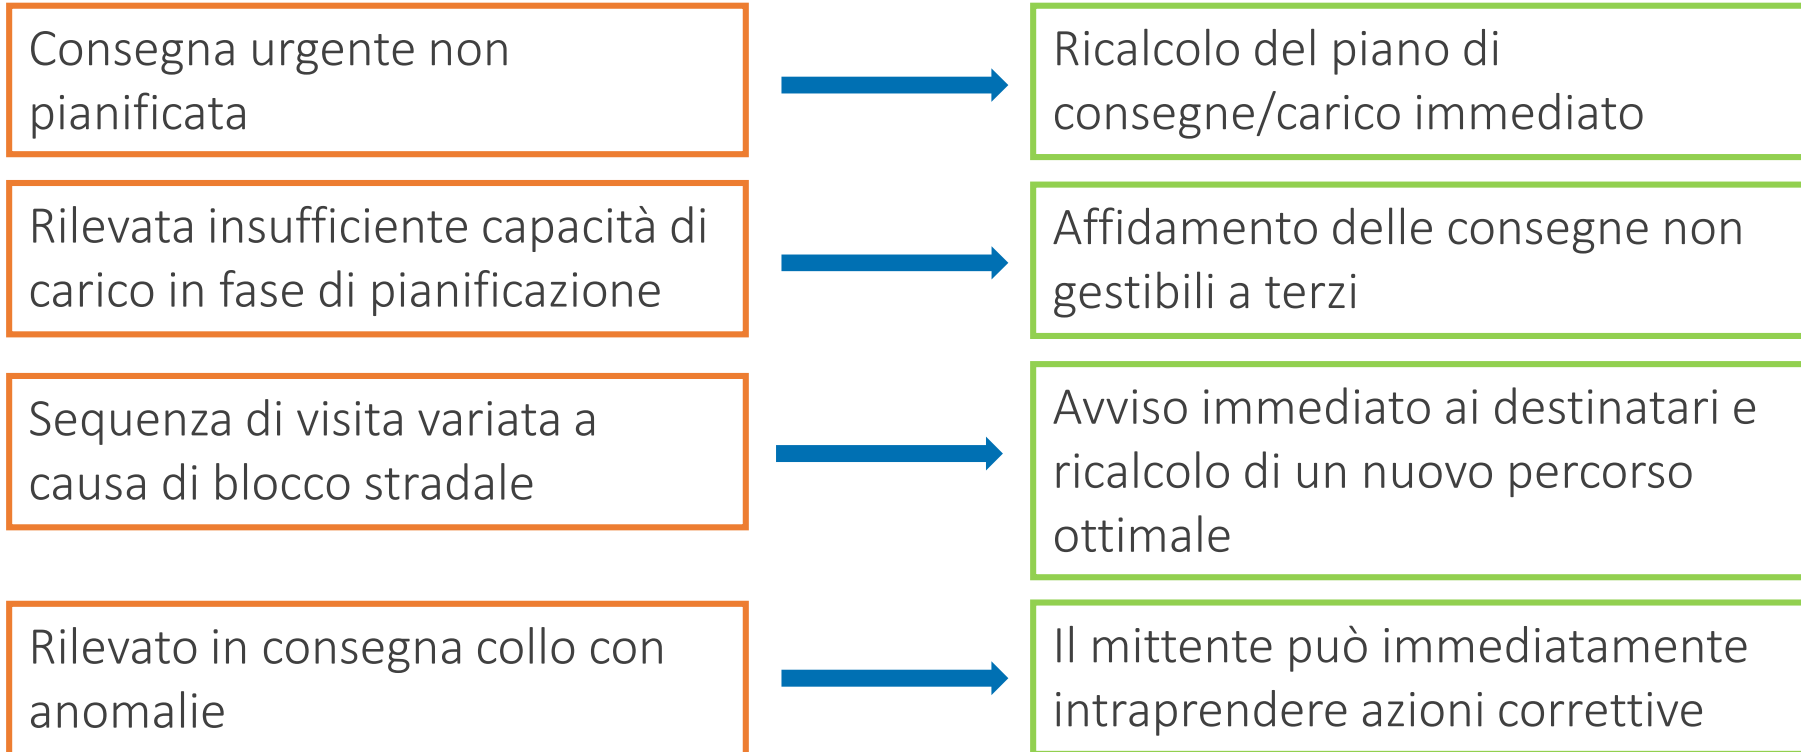 Consegna urgente non
pianificata
Ricalcolo del piano di
consegne/carico immediato
Rilevata insufficiente capacità di
carico in fase di pianificazione
Affidamento delle consegne non
gestibili a terzi
Sequenza di visita variata a
causa di blocco stradale
Avviso immediato ai destinatari e
ricalcolo di un nuovo percorso
ottimale
Rilevato in consegna collo con
anomalie
Il mittente può immediatamente
intraprendere azioni correttive